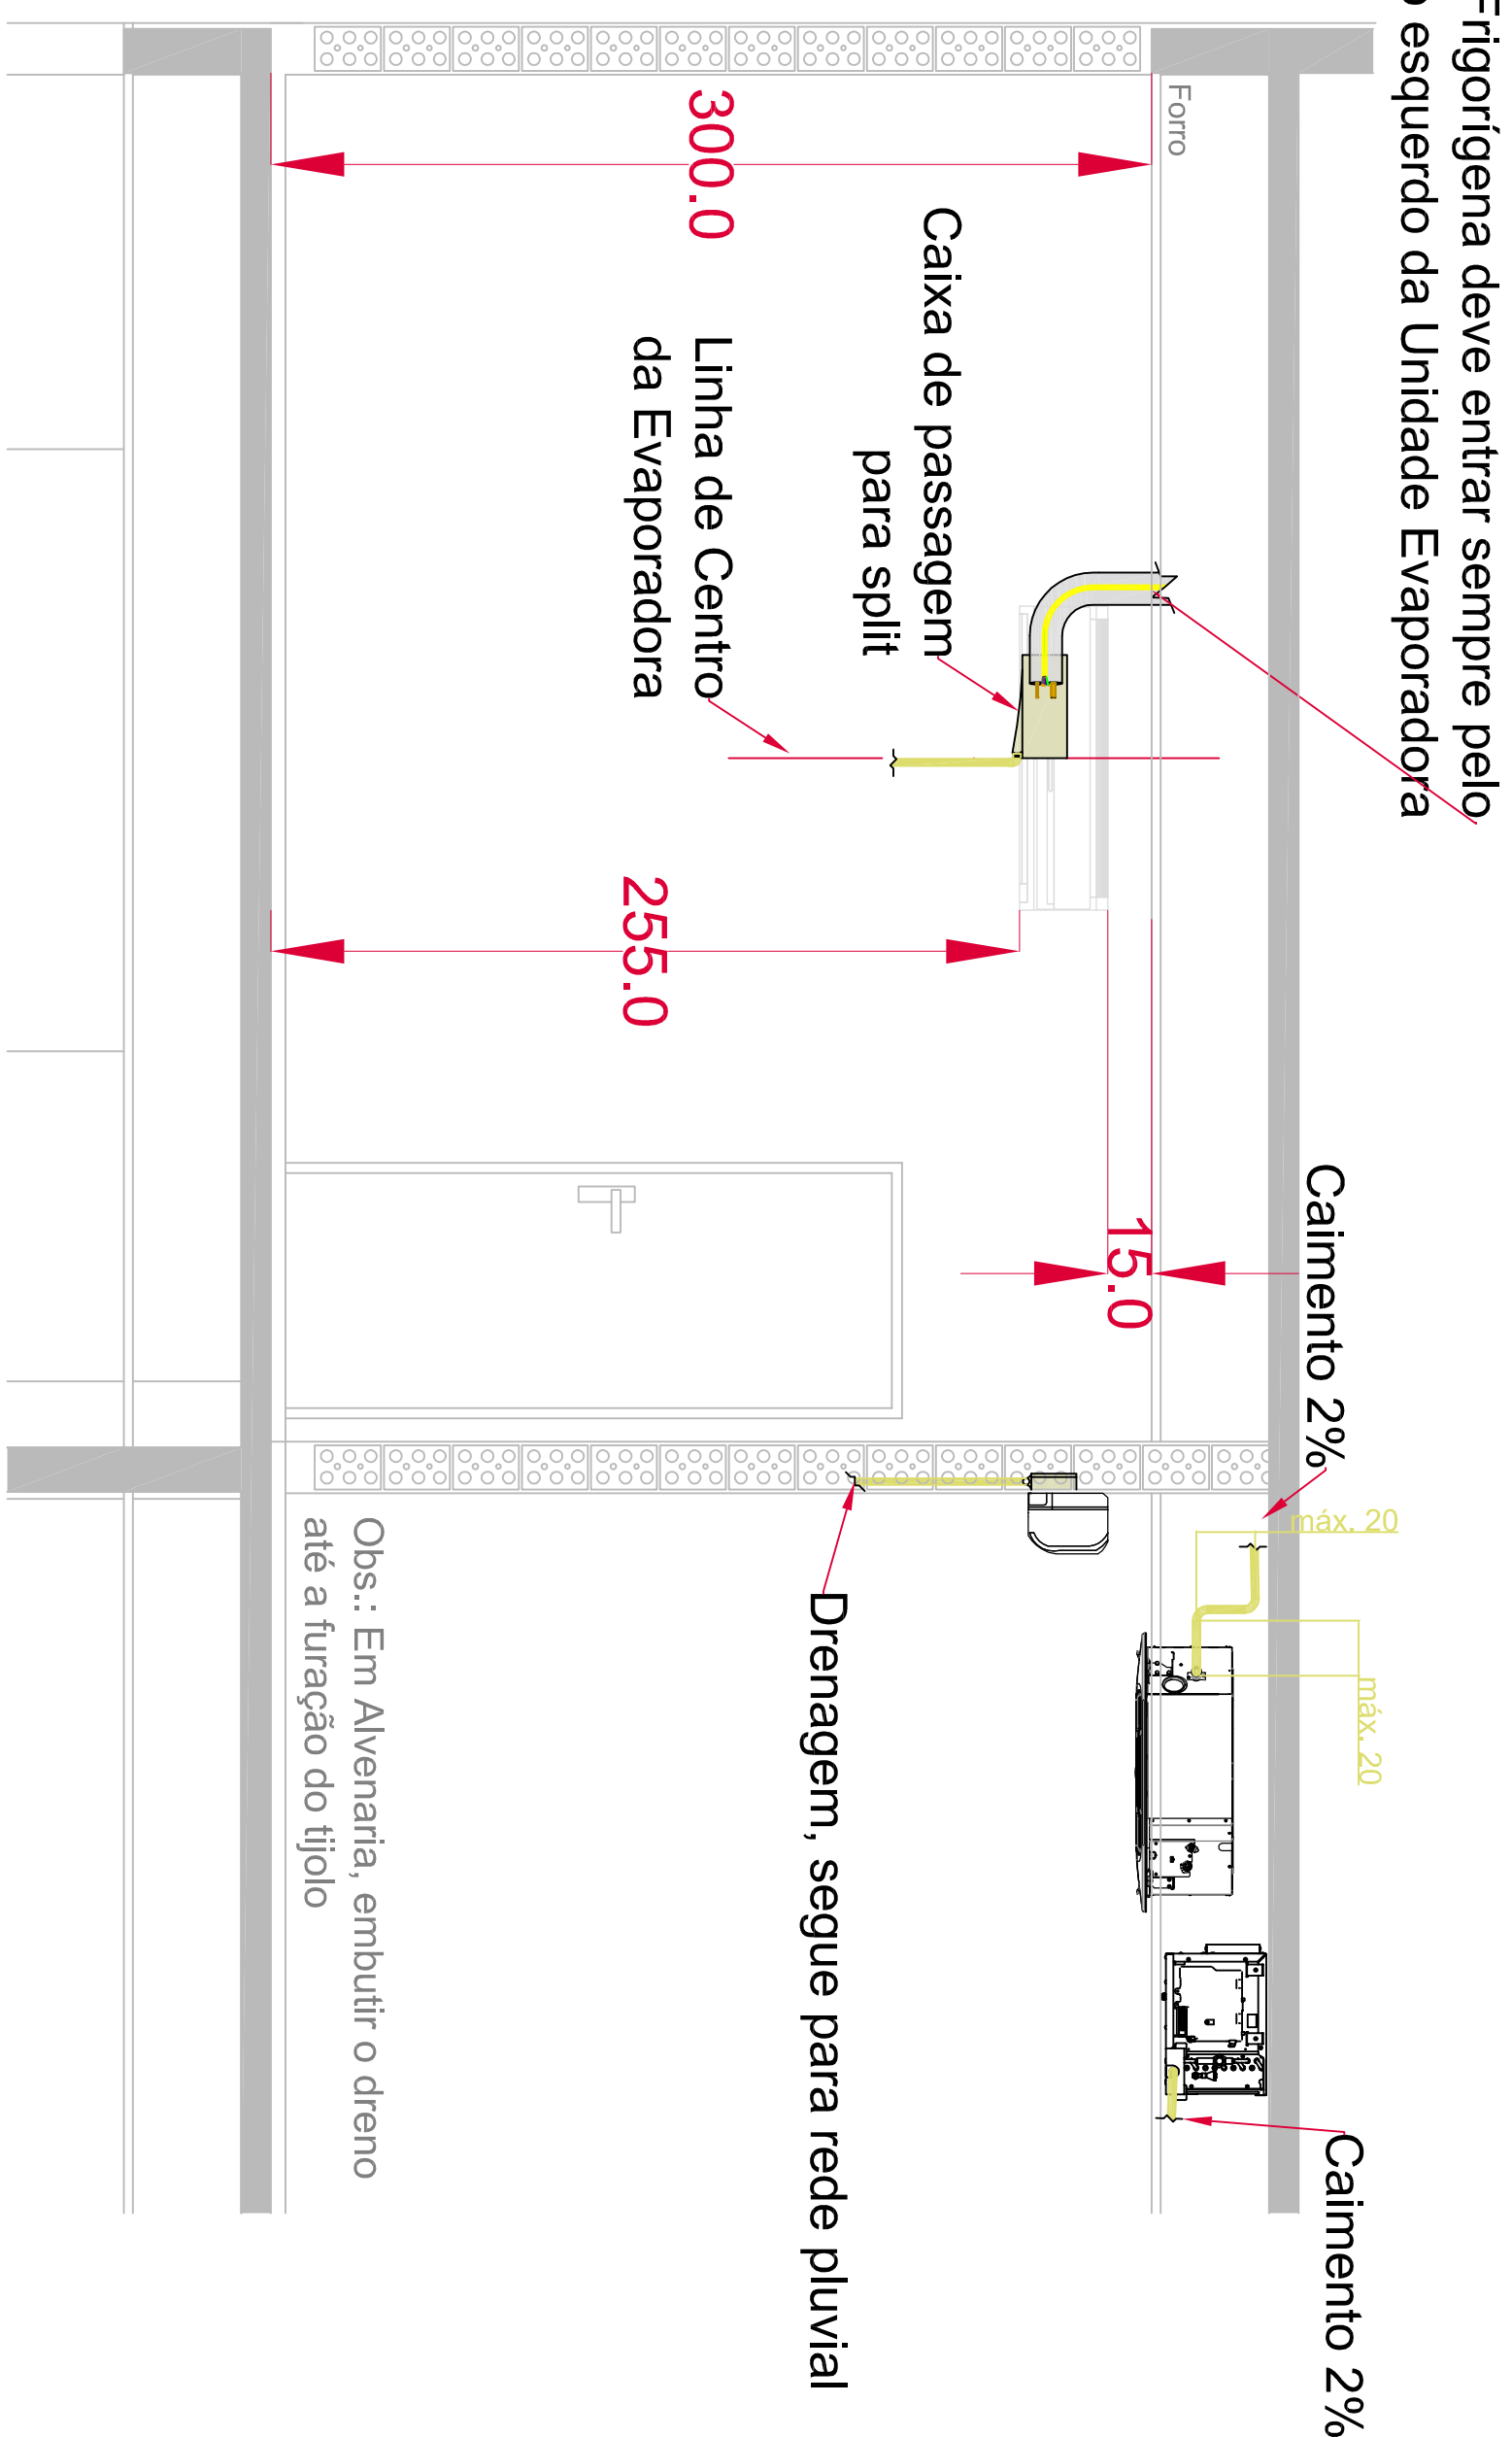 Frigorígena deve entrar sempre pelo
esquerdo da Unidade Evaporadora
Forro
300.0
Caixa de passagem
para split
Linha de Centro
da Evaporadora
255.0
15.0
Caimento 2%
máx. 20
máx. 20
Drenagem, segue para rede pluvial
Obs.: Em Alvenaria, embutir o dreno
até a furação do tijolo
Caimento 2%